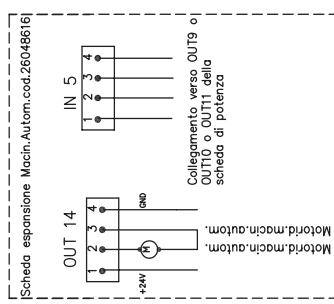 Scheda espansione Macin.Autom.cod.26048616
IN 5
4
3
2
1
Collegamento verso OUT9 o
OUT10 o OUT11 della
scheda di potenza
OUT 14
4
3
2
1
GND
M
+24V
Motorid.macin.autom.
Motorid.macin.autom.